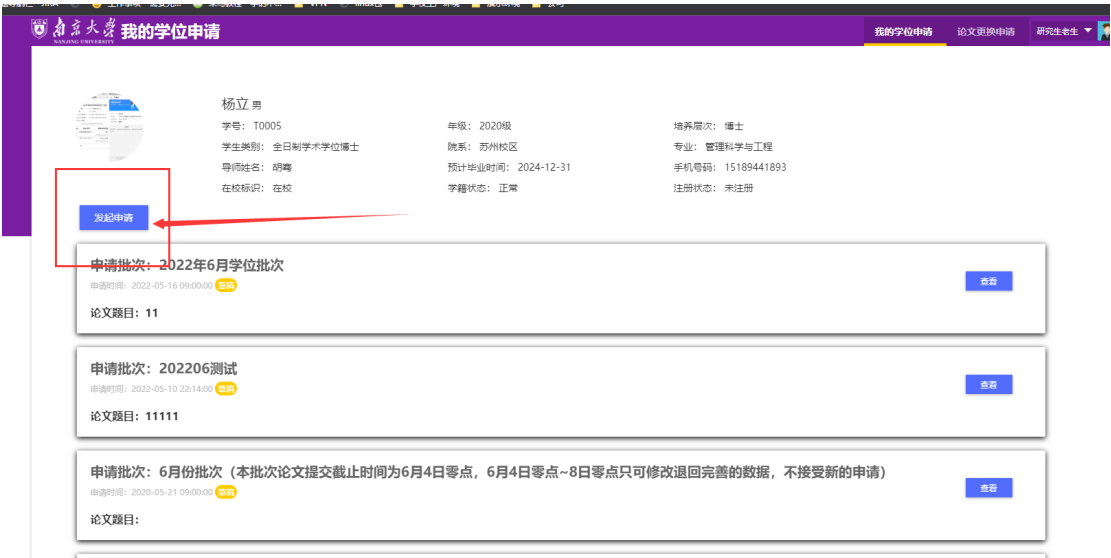 南京大学 我的学位申请
NANJING UNIVERSITY
我的学位申请 论文更换申请 研究生老生
杨立 男
学号: T0005 年级: 2020级 培养层次: 博士
学生类别: 全日制学术学位博士 院系: 苏州校区 专业: 管理科学与工程
导师姓名: 胡骞 预计毕业时间: 2024-12-31 手机号码: 15189441893
在校标识: 在校 学籍状态: 正常 注册状态: 未注册
发起申请
申请批次: 2022年6月学位批次
申请时间: 2022-05-16 09:00:00 草稿
查看
论文题目: 11
申请批次: 202206测试
申请时间: 2022-05-10 22:14:00 草稿
查看
论文题目: 11111
申请批次: 6月份批次（本批次论文提交截止时间为6月4日零点，6月4日零点~8日零点只可修改退回完善的数据，不接受新的申请）
申请时间: 2020-05-21 09:00:00 草稿
查看
论文题目: